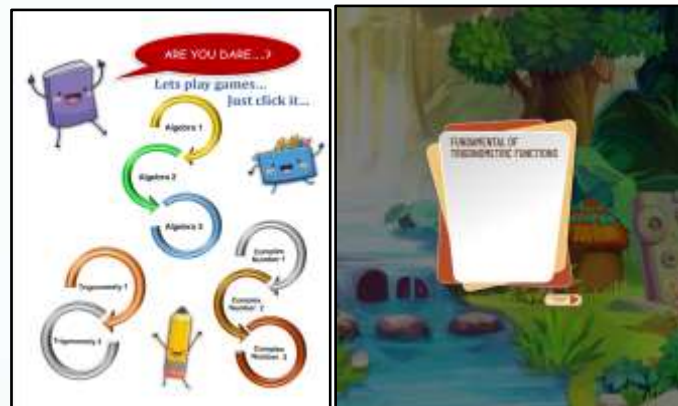 ARE YOU DARE....?
Lets play games...
Just click it...
Algebra 1
Algebra 2
Algebra 3
Complex
Number 1
Trigonometry 1
Complex
Number 2
Trigonometry 2
Complex
Number 3
FUNDAMENTAL OF
TRIGONOMETRIC FUNCTIONS